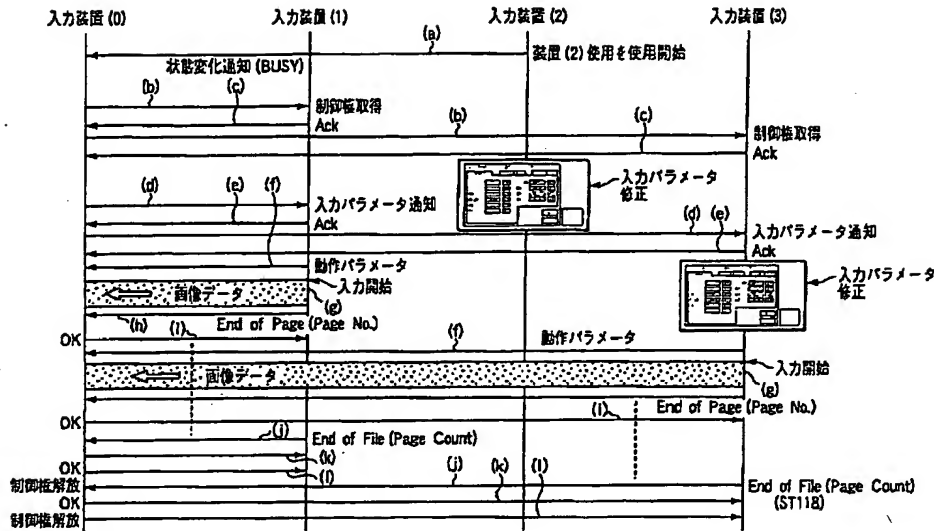 入力装置(0) 入力装置(1) 入力装置(2) 入力装置(3)
(a)
装置(2)使用を使用開始
状態変化通知(BUSY)
(b) (c)
制御権取得
Ack
(b) (c)
制御権取得
Ack
入力パラメータ
修正
(d) (e) (f)
入力パラメータ通知
Ack
(d) (e)
入力パラメータ通知
Ack
動作パラメータ
入力開始
画像データ
(g)
入力パラメータ
修正
(h)
End of Page (Page No.)
OK
(i)
(f)
動作パラメータ
入力開始
画像データ
(g)
End of Page (Page No.)
OK
(i)
(j)
End of File (Page Count)
OK
(k)
制御権解放
(l)
(j) (k) (l)
End of File (Page Count)
(ST118)
OK
制御権解放